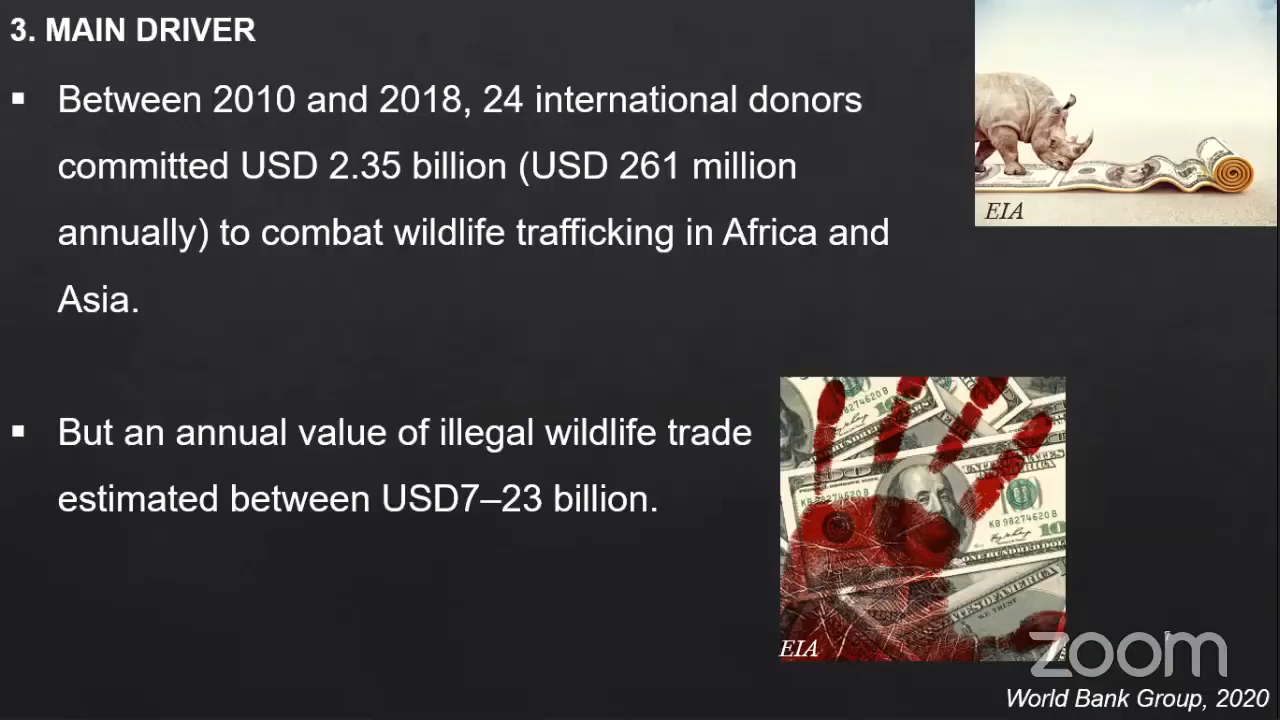 3. MAIN DRIVER
▪ Between 2010 and 2018, 24 international donors
committed USD 2.35 billion (USD 261 million
annually) to combat wildlife trafficking in Africa and
Asia.
EIA
▪ But an annual value of illegal wildlife trade
estimated between USD7–23 billion.
KB 98274620 B
EIA
zoom
World Bank Group, 2020